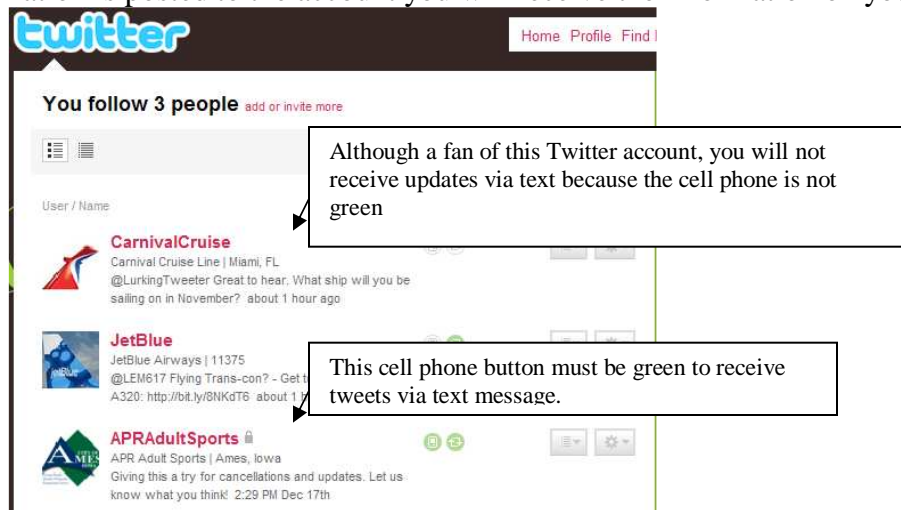 twitter
Home Profile Find
You follow 3 people add or invite more
Although a fan of this Twitter account, you will not
receive updates via text because the cell phone is not
green
User / Name
CarnivalCruise
Carnival Cruise Line | Miami, FL
@LurkingTweeter Great to hear. What ship will you be
sailing on in November? about 1 hour ago
JetBlue
JetBlue Airways | 11375
@LEM617 Flying Trans-con? - Get
A320: http://bit.ly/8NKdT6 about 1
This cell phone button must be green to receive
tweets via text message.
APRAdultSports
APR Adult Sports | Ames, Iowa
Giving this a try for cancellations and updates. Let us
know what you think! 2:29 PM Dec 17th